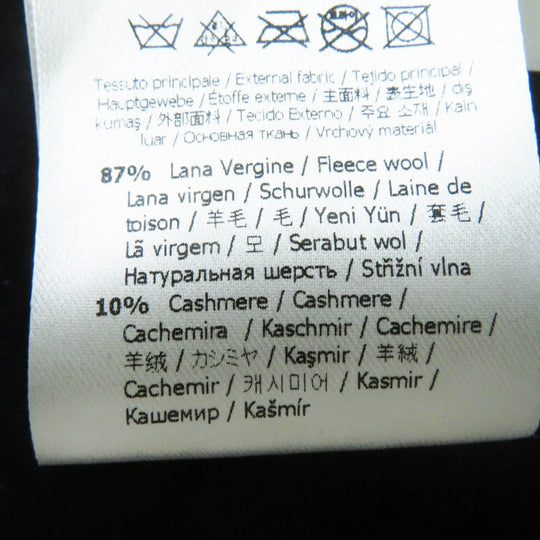 Tessuto principale / External fabric / Tejido principal /
Hauptgewebe / Étoffe externe / 主面料 / 表生地 / dış
kumaş / 外部面料 / Tecido Externo / 주요 소재 / Kain
luar / Основная ткань / Vrchový materiál
87% Lana Vergine / Fleece wool /
Lana virgen / Schurwolle / Laine de
toison / 羊毛 / 毛 / Yeni Yün / 羊毛 /
Lã virgem / 모 / Serabut wol /
Натуральная шерсть / Střižní vlna
10% Cashmere / Cashmere /
Cachemira / Kaschmir / Cachemire /
羊绒 / カシミヤ / Kaşmir / 羊絨 /
Cachemir / 캐시미어 / Kasmir /
Кашемир / Kašmír